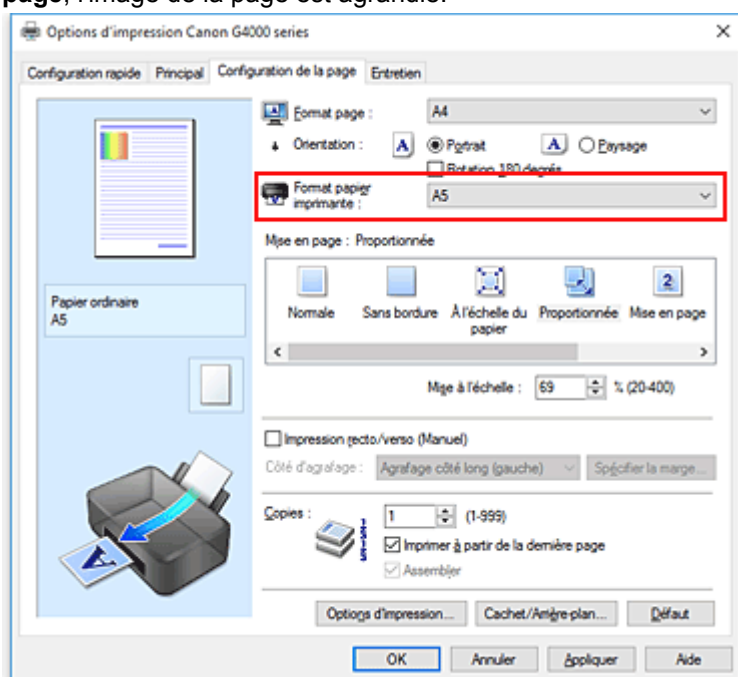 page, l'image de la page est agrandie.
Options d'impression Canon G4000 series
Configuration rapide Principal Configuration de la page Entretien
Format page : A4
Orientation : A Portrait A Paysage
Rotation 180 degrés
Format papier
imprimante : A5
Mise en page : Proportionnée
2
Normale Sans bordure À l'échelle du
papier Proportionnée Mise en page
Papier ordinaire
A5
Mise à l'échelle : 69 % (20-400)
Impression recto/verso (Manuel)
Côté d'agrafage : Agrafage côté long (gauche) Spécifier la marge...
Copies : 1 (1-999)
Imprimer à partir de la dernière page
Assembler
A
Options d'impression... Cachet/Arrière-plan... Défaut
OK Annuler Appliquer Aide